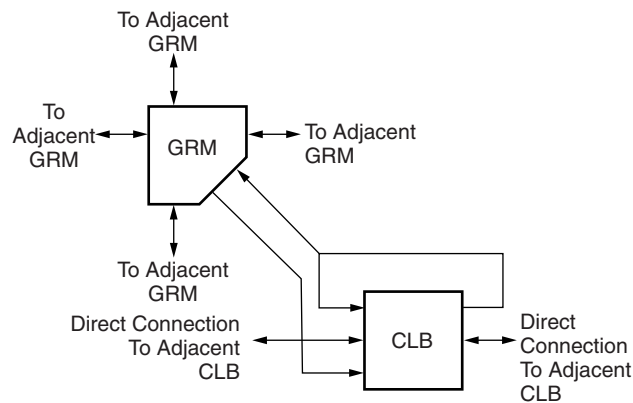 To Adjacent
GRM
To
Adjacent
GRM
GRM
To Adjacent
GRM
To Adjacent
GRM
Direct Connection
To Adjacent
CLB
CLB
Direct
Connection
To Adjacent
CLB